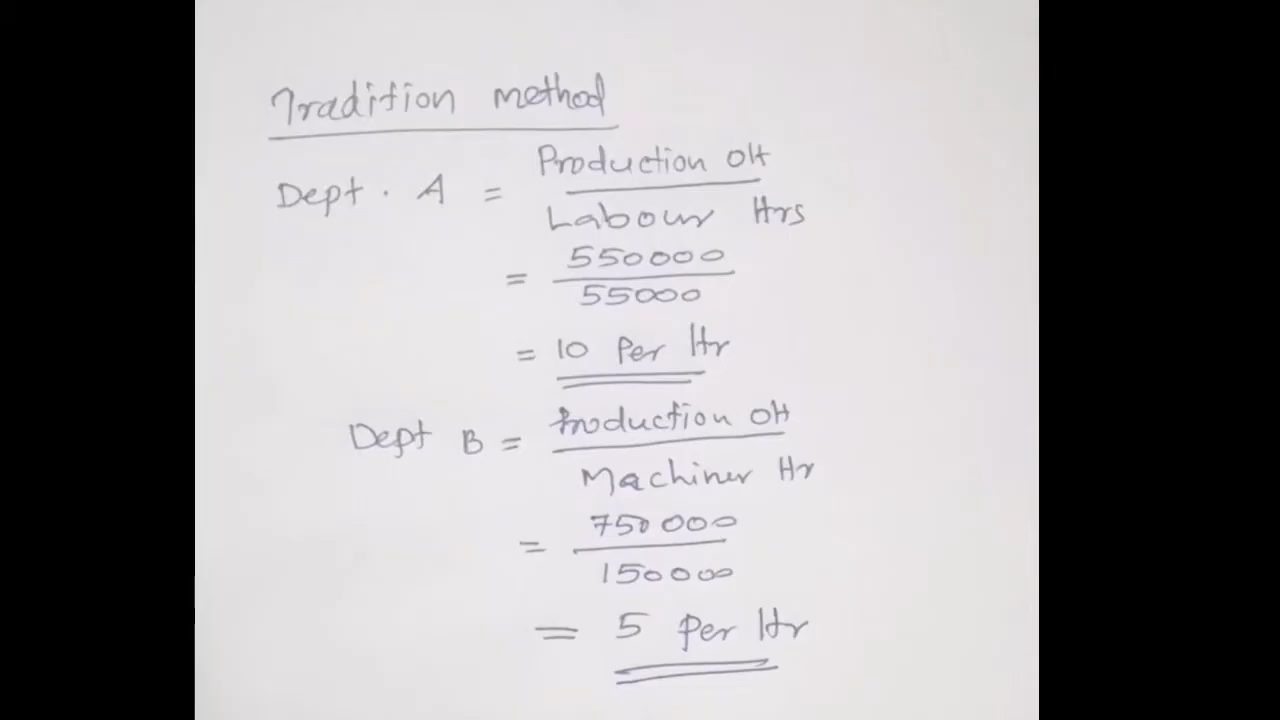 Tradition method
Dept. A = Production OH
Labour Hrs
= 550000
55000
= 10 Per Hr
Dept B = Production OH
Machiner Hr
= 750000
150000
= 5 Per Hr